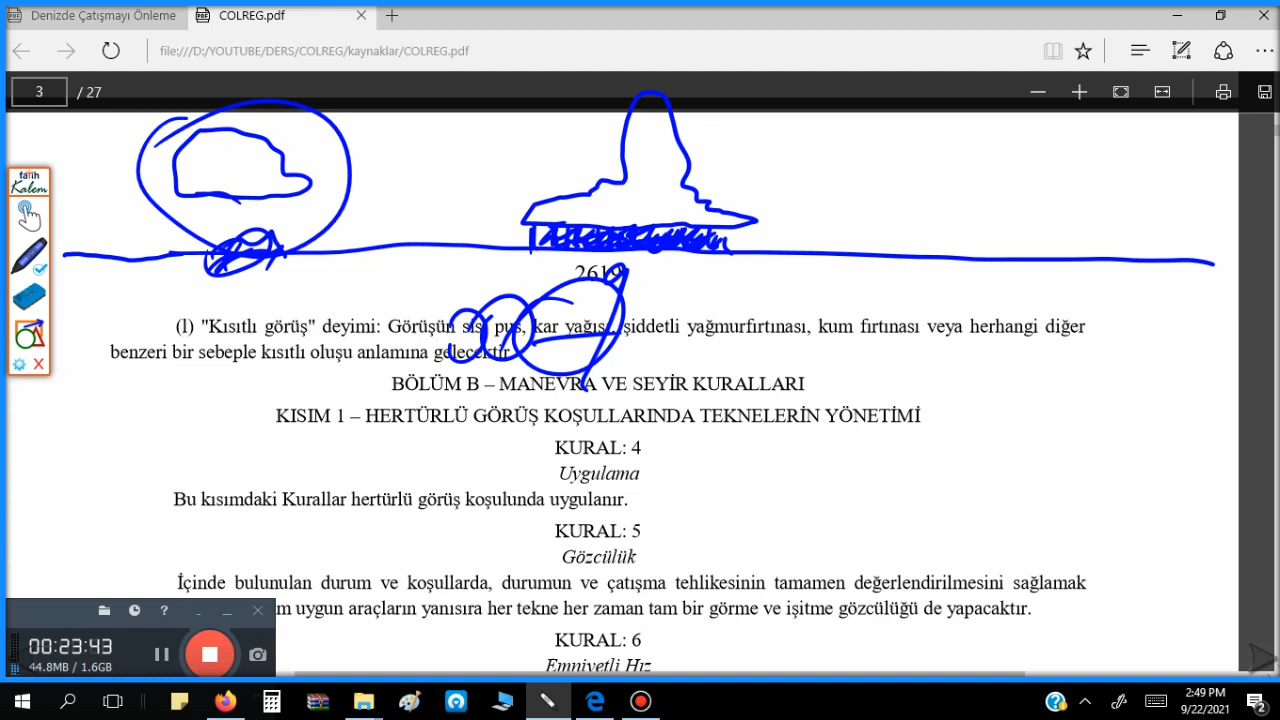 Denizde Çatışmayı Önleme
COLREG.pdf
file:///D:/YOUTUBE/DERS/COLREG/kaynaklar/COLREG.pdf
3 / 27
fatih
Kalem
2619
(l) "Kısıtlı görüş" deyimi: Görüşün sis, pus, kar yağışı, şiddetli yağmurfırtınası, kum fırtınası veya herhangi diğer
benzeri bir sebeple kısıtlı oluşu anlamına gelecektir.
BÖLÜM B – MANEVRA VE SEYİR KURALLARI
KISIM 1 – HERTÜRLÜ GÖRÜŞ KOŞULLARINDA TEKNELERİN YÖNETİMİ
KURAL: 4
Uygulama
Bu kısımdaki Kurallar hertürlü görüş koşulunda uygulanır.
KURAL: 5
Gözcülük
İçinde bulunulan durum ve koşullarda, durumun ve çatışma tehlikesinin tamamen değerlendirilmesini sağlamak
uygun araçların yanısıra her tekne her zaman tam bir görme ve işitme gözcülüğü de yapacaktır.
KURAL: 6
Emniyetli Hız
00:23:43
44.8MB / 1.6GB
2:49 PM
9/22/2021
2